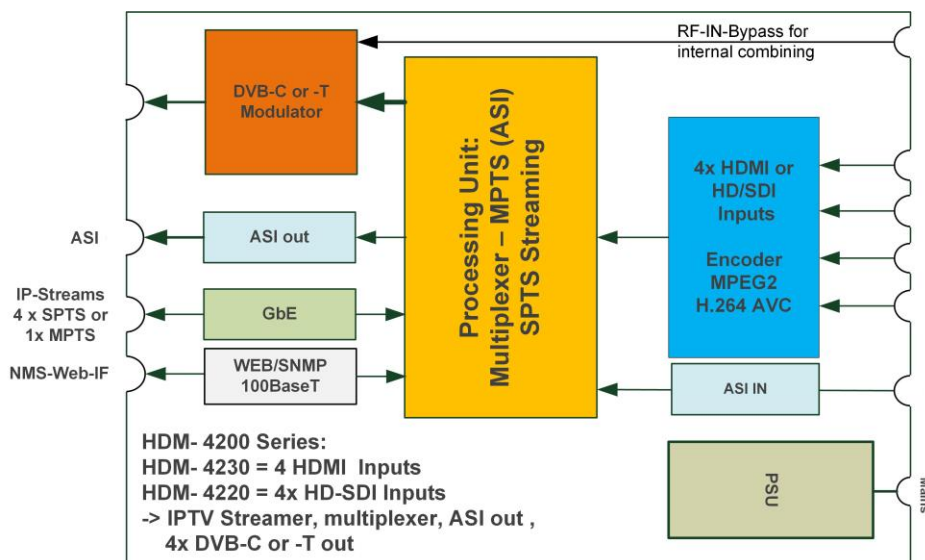 RF-IN-Bypass for
internal combining
DVB-C or -T
Modulator
Processing Unit:
Multiplexer – MPTS (ASI)
SPTS Streaming
4x HDMI or
HD/SDI
Inputs
Encoder
MPEG2
H.264 AVC
ASI
ASI out
IP-Streams
4 x SPTS or
1x MPTS
GbE
NMS-Web-IF
WEB/SNMP
100BaseT
ASI IN
PSU
Mains
HDM- 4200 Series:
HDM- 4230 = 4 HDMI Inputs
HDM- 4220 = 4x HD-SDI Inputs
-> IPTV Streamer, multiplexer, ASI out ,
4x DVB-C or -T out